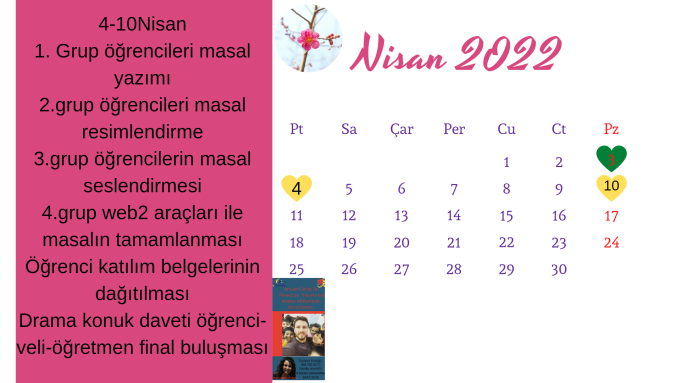 4-10Nisan
1. Grup öğrencileri masal
yazımı
2.grup öğrencileri masal
resimlendirme
3.grup öğrencilerin masal
seslendirmesi
4.grup web2 araçları ile
masalın tamamlanması
Öğrenci katılım belgelerinin
dağıtılması
Drama konuk daveti öğrenci-
veli-öğretmen final buluşması
Nisan 2022
Pt Sa Çar Per Cu Ct Pz
1 2 3
4 5 6 7 8 9 10
11 12 13 14 15 16 17
18 19 20 21 22 23 24
25 26 27 28 29 30